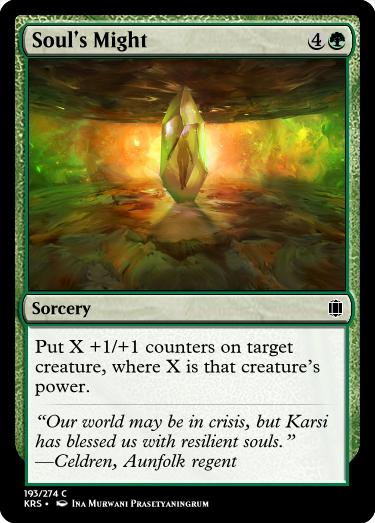 Soul's Might 4
Sorcery
Put X +1/+1 counters on target
creature, where X is that creature's
power.
"Our world may be in crisis, but Karsi
has blessed us with resilient souls."
—Celdren, Aunfolk regent
193/274 C
KRS • Ina Murwani Prasetyaningrum